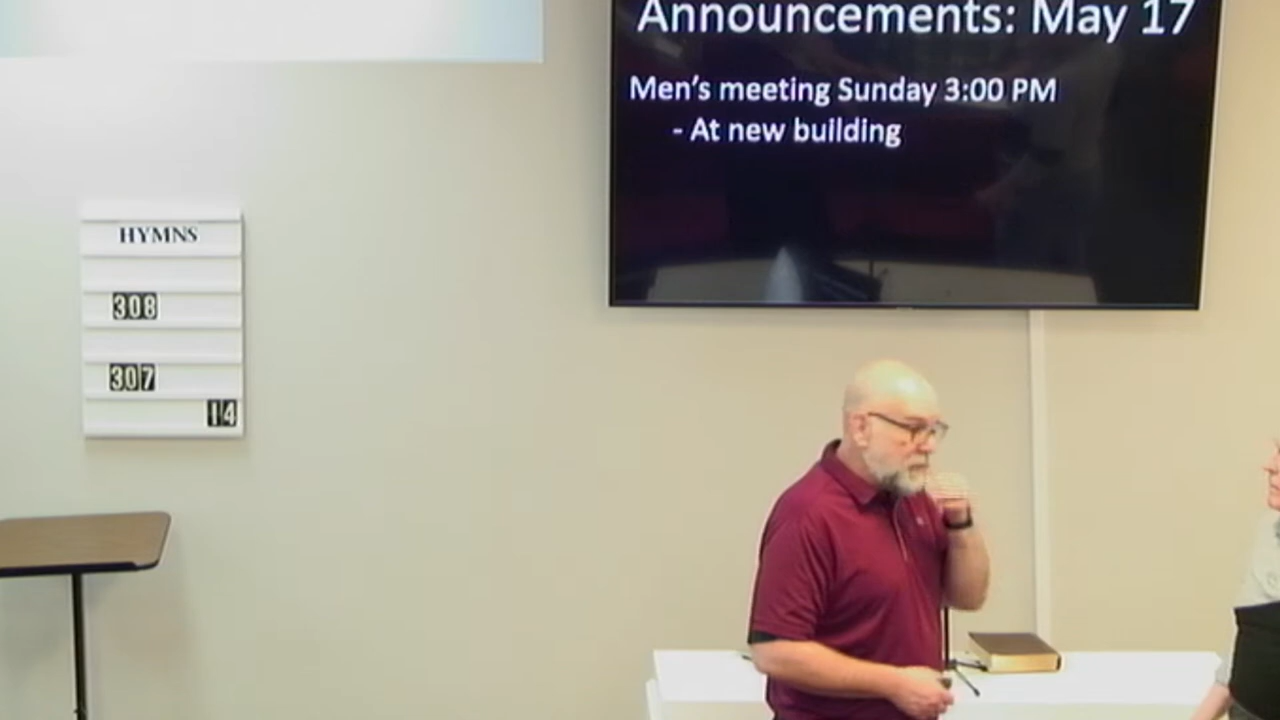 Announcements: May 17
Men's meeting Sunday 3:00 PM
- At new building
HYMNS
308
307
14